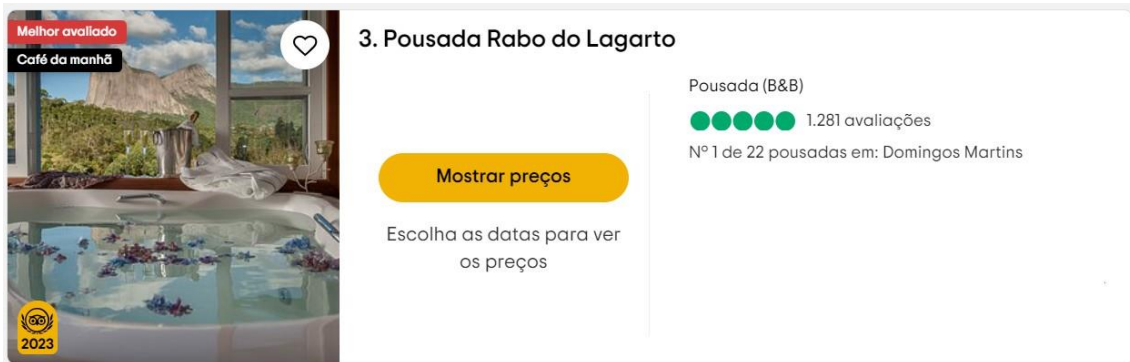 Melhor avaliado
Café da manhã
2023
3. Pousada Rabo do Lagarto
Mostrar preços
Escolha as datas para ver
os preços
Pousada (B&B)
1.281 avaliações
Nº 1 de 22 pousadas em: Domingos Martins